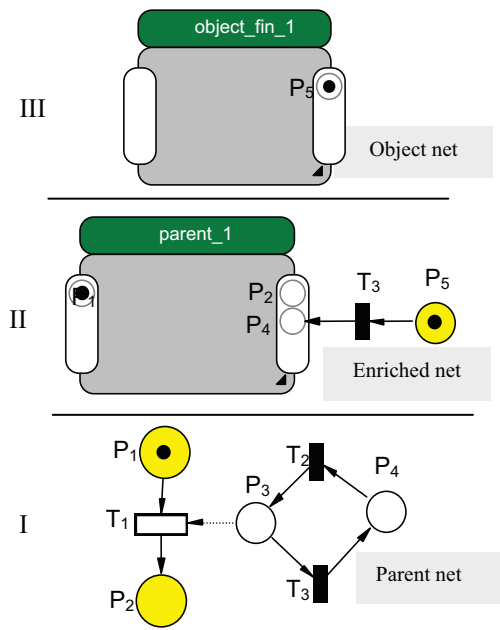 object_fin_1
III
P5
Object net
parent_1
II
P1
P2
P4
T3
P5
Enriched net
I
P1
T1
P2
P3
T2
P4
T3
Parent net